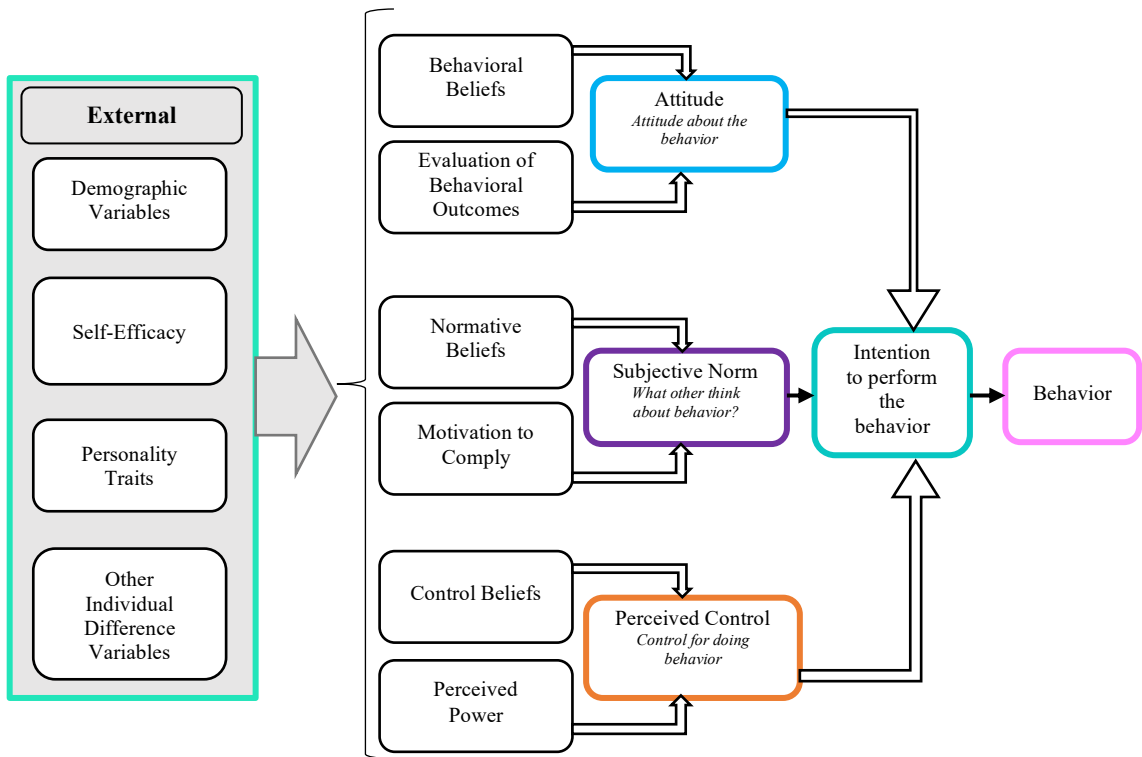 External
Demographic
Variables
Self-Efficacy
Personality
Traits
Other
Individual
Difference
Variables
Behavioral
Beliefs
Evaluation of
Behavioral
Outcomes
Normative
Beliefs
Motivation to
Comply
Control Beliefs
Perceived
Power
Attitude
Attitude about the
behavior
Subjective Norm
What other think
about behavior?
Perceived Control
Control for doing
behavior
Intention
to perform
the
behavior
Behavior